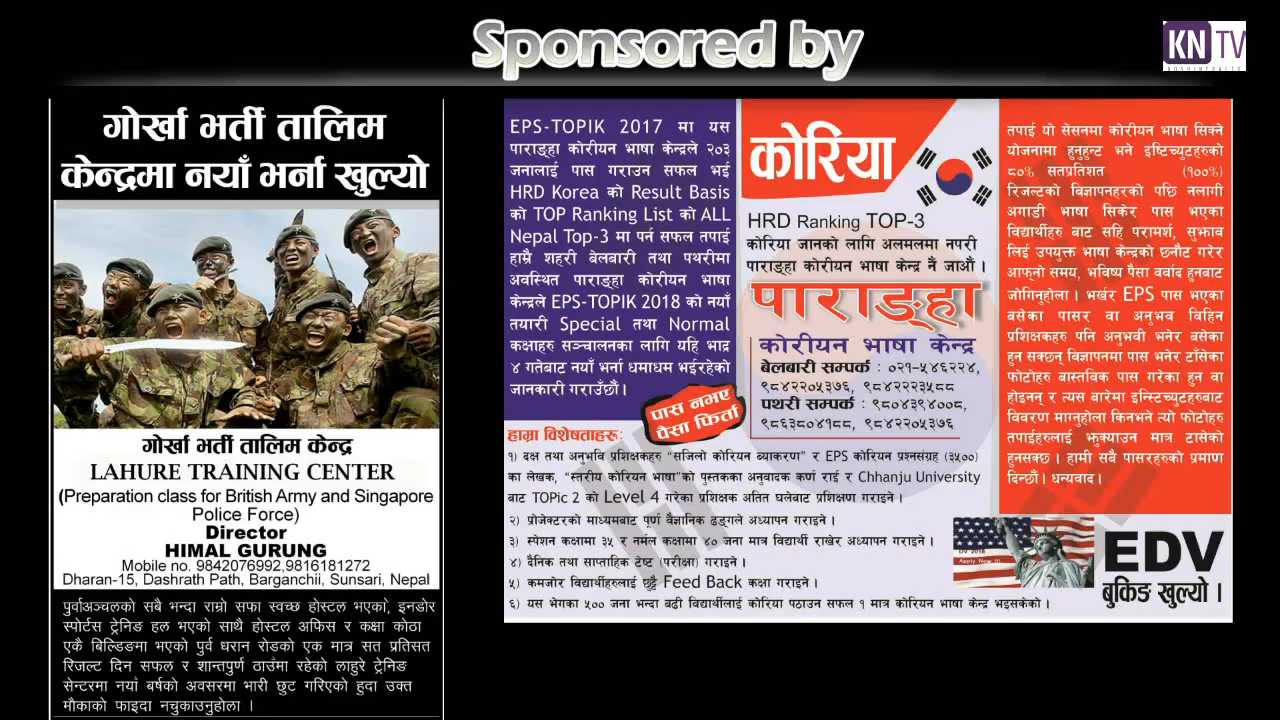 Sponsored by
KN TV
गोर्खा भर्ती तालिम
केन्द्रमा नयाँ भर्ना खुल्यो
गोर्खा भर्ती तालिम केन्द्र
LAHURE TRAINING CENTER
(Preparation class for British Army and Singapore
Police Force)
Director
HIMAL GURUNG
Mobile no. 9842076992,9816181272
Dharan-15, Dashrath Path, Barganchii, Sunsari, Nepal
पुर्वाअञ्चलको सबै भन्दा राम्रो सफा स्वच्छ होस्टल भएको, इनडोर
स्पोर्टस ट्रेनिङ हल भएको साथै होस्टल अफिस र कक्षा कोठा
एकै बिल्डिङमा भएको पुर्व धरान रोडको एक मात्र सत प्रतिसत
रिजल्ट दिन सफल र शान्तपुर्ण ठाउँमा रहेको लाहुरे ट्रेनिङ
सेन्टरमा नयाँ बर्षको अवसरमा भारी छुट गरिएको हुदा उक्त
मौकाको फाइदा नचुकाउनुहोला ।
EPS-TOPIK 2017 मा यस
पाराङ्हा कोरीयन भाषा केन्द्रले २०३
जनालाई पास गराउन सफल भई
HRD Korea को Result Basis
को TOP Ranking List को ALL
Nepal Top-3 मा पर्न सफल तपाई
हाम्रै शहरी बेलबारी तथा पथरीमा
अवस्थित पाराङ्हा कोरीयन भाषा
केन्द्रले EPS-TOPIK 2018 को नयाँ
तयारी Special तथा Normal
कक्षाहरु सञ्चालनका लागि यहि भाद्र
४ गतेबाट नयाँ भर्ना धमाधम भईरहेको
जानकारी गराउँछौं।
पास नभए
पैसा फिर्ता
कोरिया
HRD Ranking TOP-3
कोरिया जानको लागि अलमलमा नपरी
पाराङ्हा कोरीयन भाषा केन्द्र नै जाऔं ।
पाराङ्हा
कोरीयन भाषा केन्द्र
बेलबारी सम्पर्क : ०२१-५४६२२४,
९८४२२०५३७६, ९८४२२२३५८८
पथरी सम्पर्क : ९८०४३९४००८,
९८६३८०४१८८, ९८४२२०५३७६
तपाई यो सेसनमा कोरीयन भाषा सिक्ने
योजनामा हुनुहुन्ट भने इष्टिच्युटहरुको
८०% सतप्रतिशत (१००%)
रिजल्टको विज्ञापनहरको पछि नलागी
अगाडी भाषा सिकेर पास भएका
विद्यार्थीहरु बाट सहि परामर्श, सुझाव
लिई उपयुक्त भाषा केन्द्रको छनौट गरेर
आफ्नो समय, भविष्य पैसा वर्वाद हुनबाट
जोगिनुहोला । भर्खर EPS पास भएका
बसेका पासर वा अनुभव विहिन
प्रशिक्षकहरु पनि अनुभवी भनेर बसेका
हुन सक्छन् विज्ञापनमा पास भनेर टाँसेका
फोटोहरु बास्तविक पास गरेका हुन वा
होइनन् र त्यस बारेमा इन्स्टिच्युटहरुबाट
विवरण माग्नुहोला किनभने त्यो फोटोहरु
तपाईहरुलाई झुक्याउन मात्र टासेको
हुनसक्छ । हामी सबै पासरहरुको प्रमाण
दिन्छौं । धन्यवाद ।
हाम्रा विशेषताहरू:
१) दक्ष तथा अनुभवि प्रशिक्षकहरु "सजिलो कोरियन ब्याकरण" र EPS कोरियन प्रश्नसंग्रह (३५००)
का लेखक, "स्तरीय कोरियन भाषा"को पुस्तकका अनुवादक कर्ण राई र Chhanju University
बाट TOPic 2 को Level 4 गरेका प्रशिक्षक अतित घलेबाट प्रशिक्षण गराइने ।
२) प्रोजेक्टरको माध्यमबाट पूर्ण वैज्ञानिक ढङ्गले अध्यापन गराइने ।
३) स्पेशन कक्षामा ३५ र नर्मल कक्षामा ४० जना मात्र विद्यार्थी राखेर अध्यापन गराइने ।
४) दैनिक तथा साप्ताहिक टेष्ट (परीक्षा) गराइने ।
५) कमजोर विद्यार्थीहरुलाई छुट्टै Feed Back कक्षा गराइने ।
६) यस भेगका ५०० जना भन्दा बढी विद्यार्थीलाई कोरिया पठाउन सफल १ मात्र कोरियन भाषा केन्द्र भइसकेको ।
DV 2018
Apply Now !!!
EDV
बुकिङ खुल्यो ।